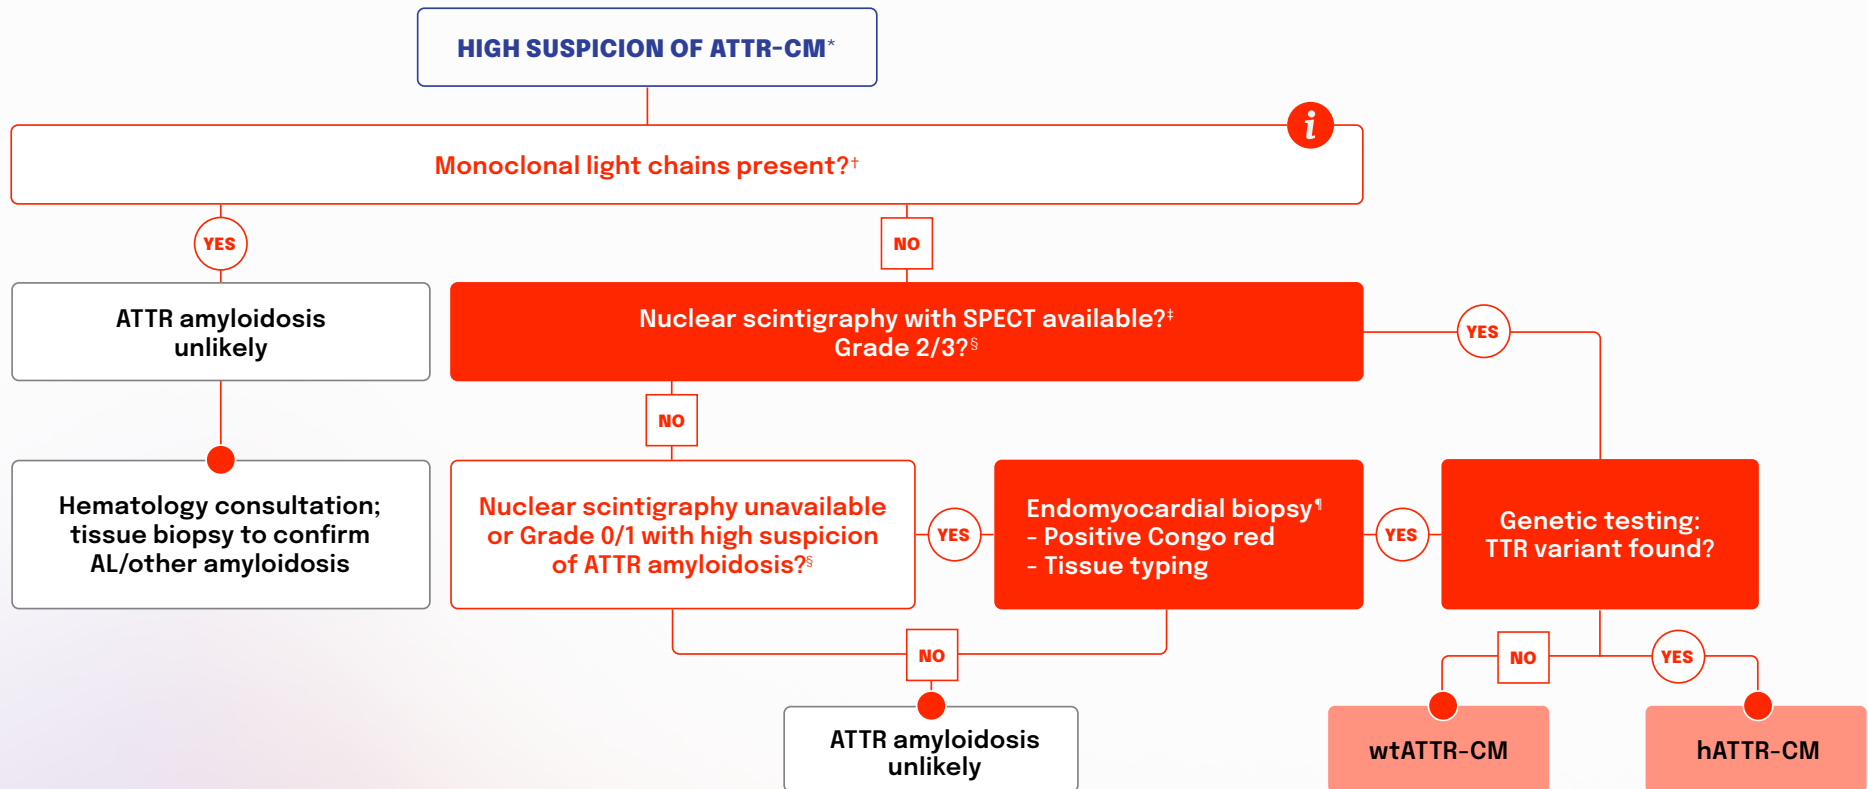 HIGH SUSPICION OF ATTR-CM*
i
Monoclonal light chains present?†
YES
NO
ATTR amyloidosis
unlikely
Nuclear scintigraphy with SPECT available?‡
Grade 2/3?§
YES
NO
Hematology consultation;
tissue biopsy to confirm
AL/other amyloidosis
Nuclear scintigraphy unavailable
or Grade 0/1 with high suspicion
of ATTR amyloidosis?§
YES
Endomyocardial biopsy¶
- Positive Congo red
- Tissue typing
YES
Genetic testing:
TTR variant found?
NO
NO
YES
ATTR amyloidosis
unlikely
wtATTR-CM
hATTR-CM